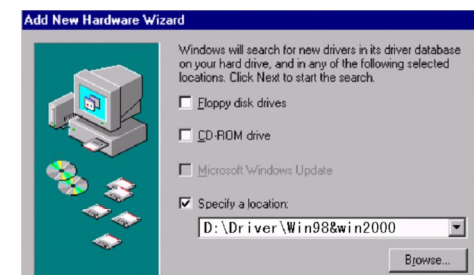 Add New Hardware Wizard
Windows will search for new drivers in its driver database
on your hard drive, and in any of the following selected
locations. Click Next to start the search.
Floppy disk drives
CD-ROM drive
Microsoft Windows Update
Specify a location:
D:\Driver\Win98&win2000
Browse...